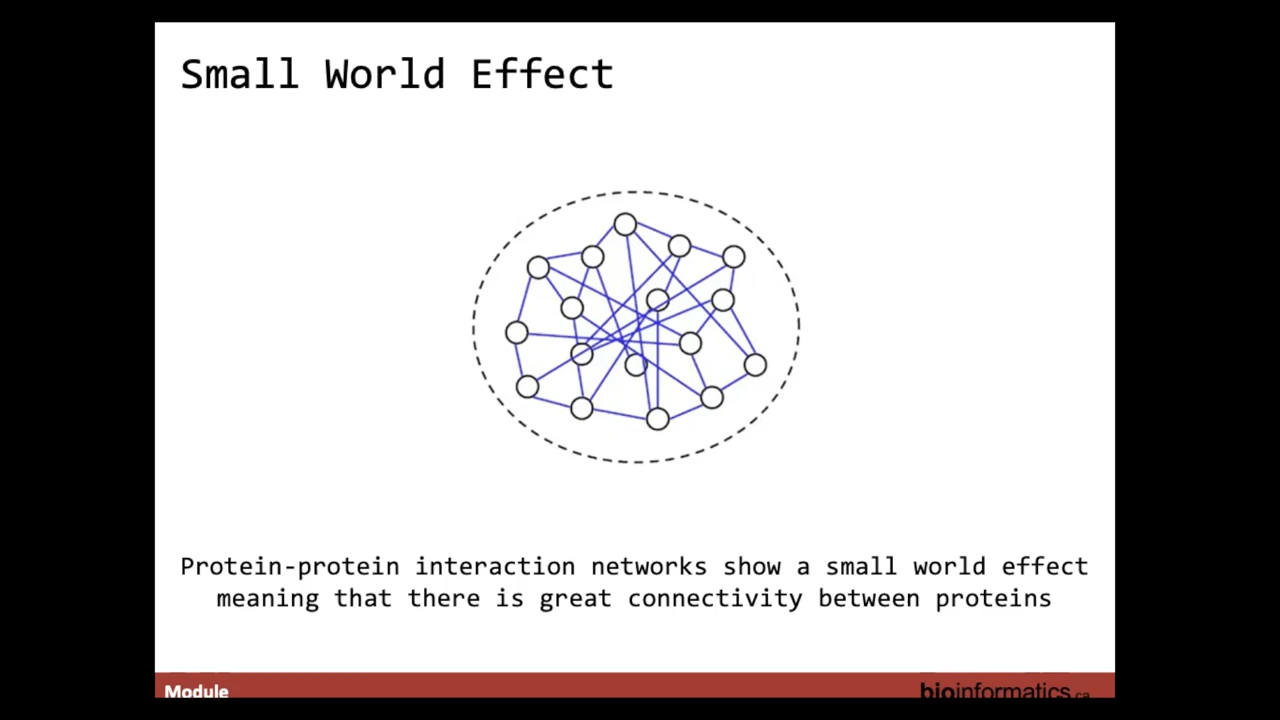 Small World Effect
Protein-protein interaction networks show a small world effect
meaning that there is great connectivity between proteins
Module
bioinformatics.ca